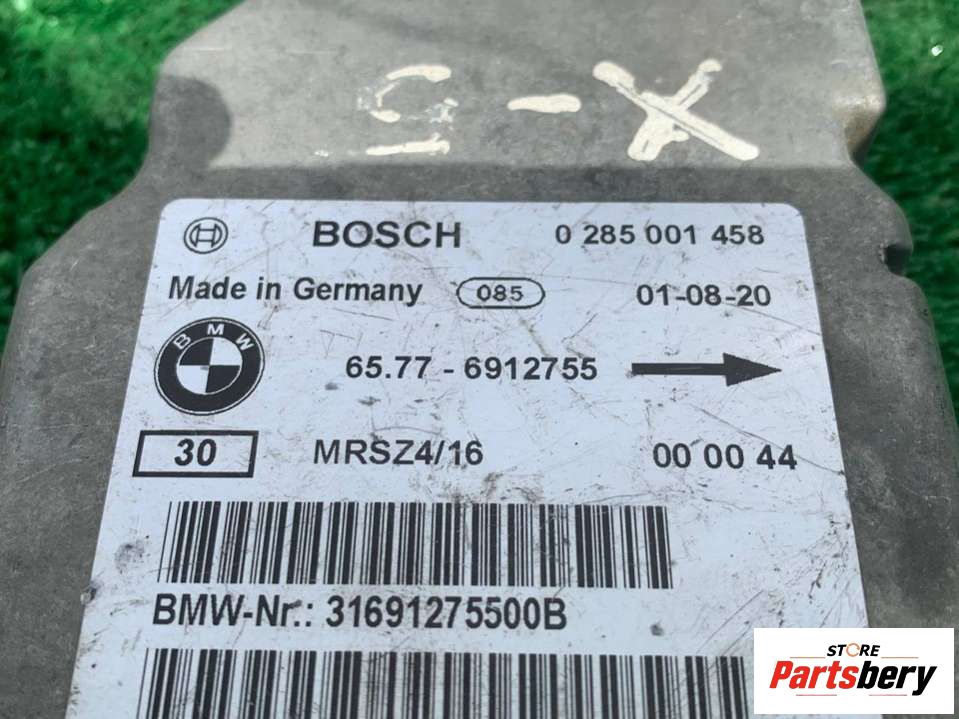 X-5
BOSCH 0 285 001 458
Made in Germany 085 01-08-20
BMW 65.77 - 6912755
30 MRSZ4/16 00 00 44
BMW-Nr.: 31691275500B
STORE
Partsbery